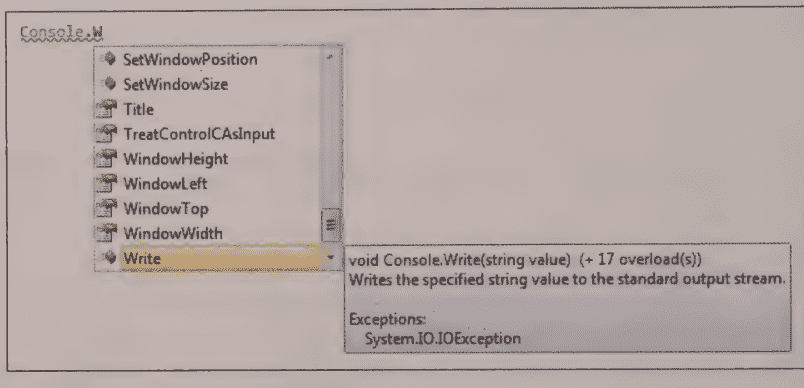 Console.W
SetWindowPosition
SetWindowSize
Title
TreatControlCAsInput
WindowHeight
WindowLeft
WindowTop
WindowWidth
Write
void Console.Write(string value) (+ 17 overload(s))
Writes the specified string value to the standard output stream.
Exceptions:
System.IO.IOException